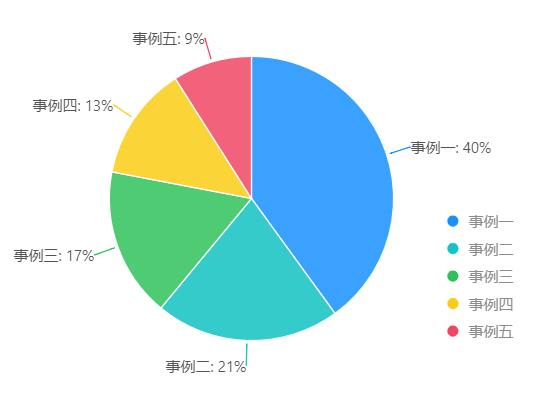 事例五: 9%
事例四: 13%
事例一: 40%
事例三: 17%
事例二: 21%
事例一
事例二
事例三
事例四
事例五